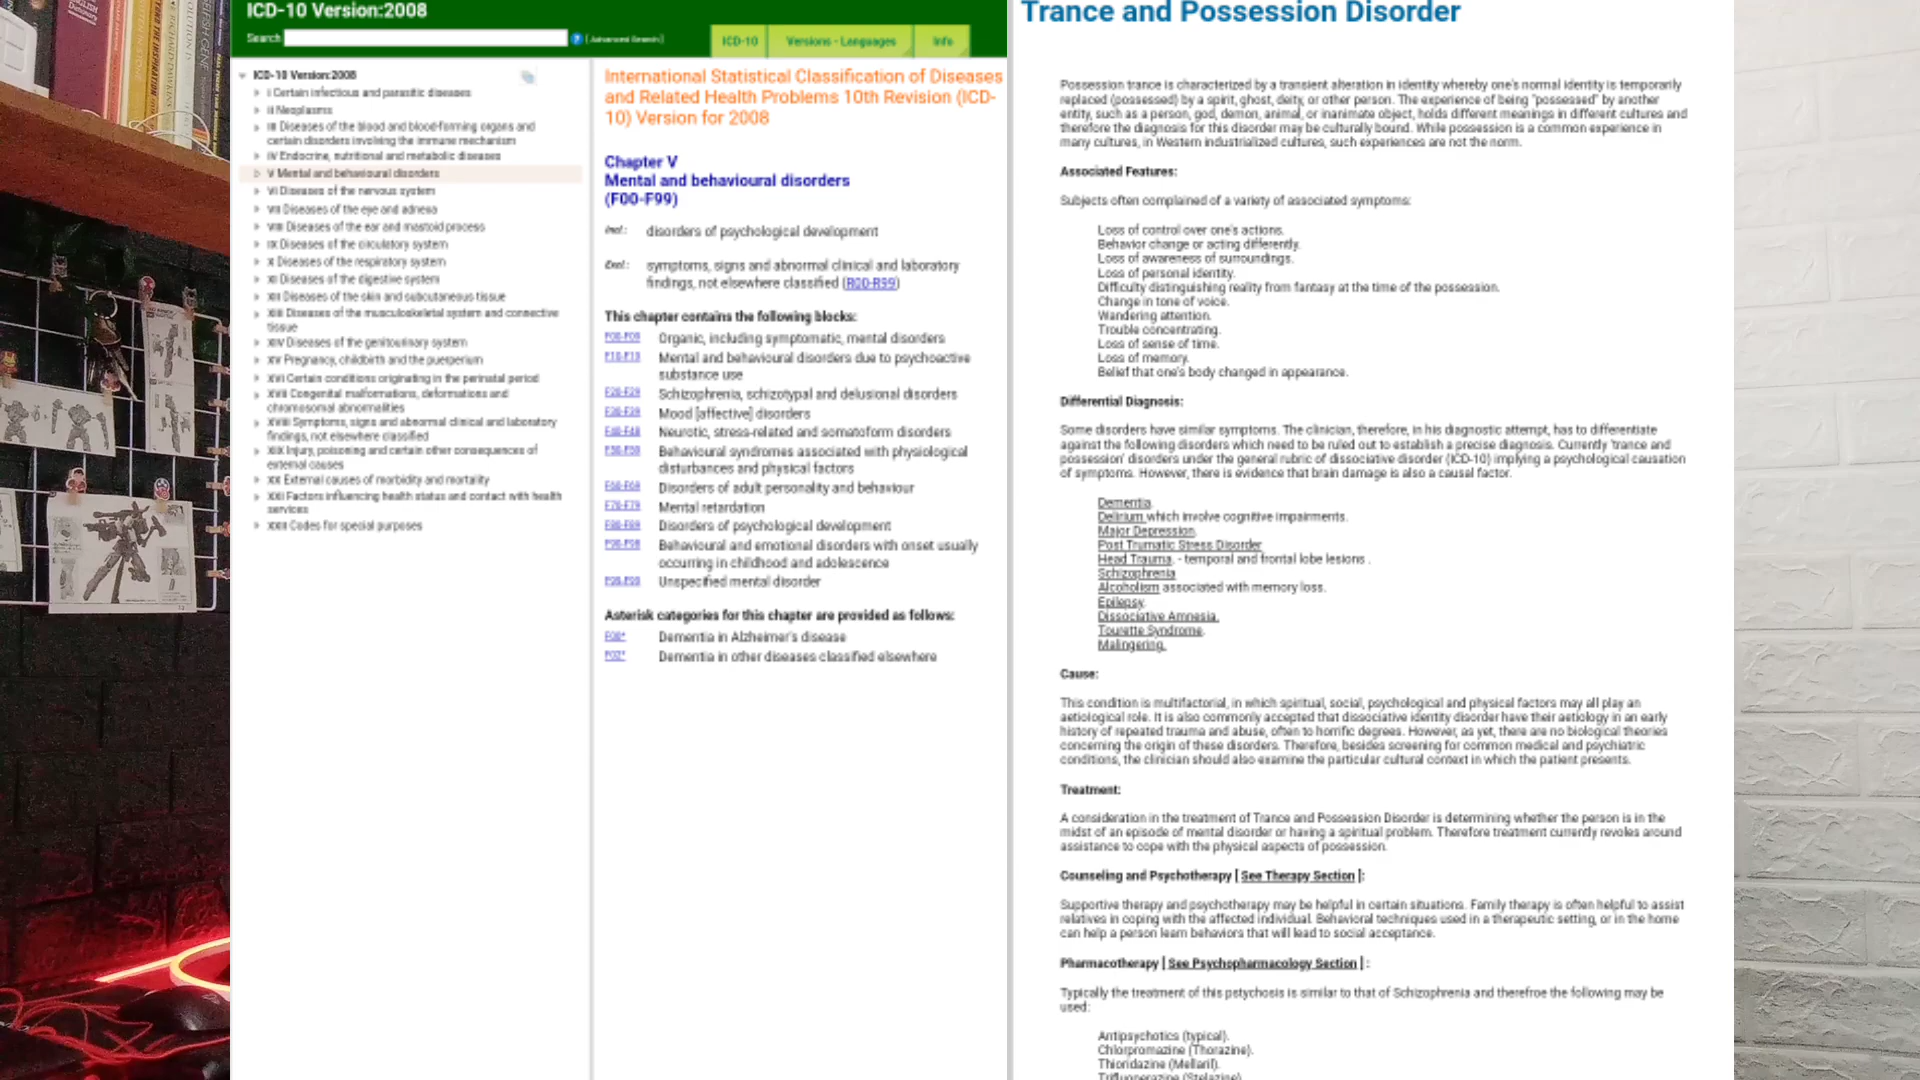 ICD-10 Version:2008
Search
[ Advanced Search ]
ICD-10
Versions - Languages
Info
ICD-10 Version:2008
I Certain infectious and parasitic diseases
II Neoplasms
III Diseases of the blood and blood-forming organs and
certain disorders involving the immune mechanism
IV Endocrine, nutritional and metabolic diseases
V Mental and behavioural disorders
VI Diseases of the nervous system
VII Diseases of the eye and adnexa
VIII Diseases of the ear and mastoid process
IX Diseases of the circulatory system
X Diseases of the respiratory system
XI Diseases of the digestive system
XII Diseases of the skin and subcutaneous tissue
XIII Diseases of the musculoskeletal system and connective
tissue
XIV Diseases of the genitourinary system
XV Pregnancy, childbirth and the puerperium
XVI Certain conditions originating in the perinatal period
XVII Congenital malformations, deformations and
chromosomal abnormalities
XVIII Symptoms, signs and abnormal clinical and laboratory
findings, not elsewhere classified
XIX Injury, poisoning and certain other consequences of
external causes
XX External causes of morbidity and mortality
XXI Factors influencing health status and contact with health
services
XXII Codes for special purposes
International Statistical Classification of Diseases
and Related Health Problems 10th Revision (ICD-
10) Version for 2008
Chapter V
Mental and behavioural disorders
(F00-F99)
Incl.: disorders of psychological development
Excl.: symptoms, signs and abnormal clinical and laboratory
findings, not elsewhere classified (R00-R99)
This chapter contains the following blocks:
F00-F09 Organic, including symptomatic, mental disorders
F10-F19 Mental and behavioural disorders due to psychoactive
substance use
F20-F29 Schizophrenia, schizotypal and delusional disorders
F30-F39 Mood [affective] disorders
F40-F48 Neurotic, stress-related and somatoform disorders
F50-F59 Behavioural syndromes associated with physiological
disturbances and physical factors
F60-F69 Disorders of adult personality and behaviour
F70-F79 Mental retardation
F80-F89 Disorders of psychological development
F90-F98 Behavioural and emotional disorders with onset usually
occurring in childhood and adolescence
F99-F99 Unspecified mental disorder
Asterisk categories for this chapter are provided as follows:
F00* Dementia in Alzheimer's disease
F02* Dementia in other diseases classified elsewhere
Trance and Possession Disorder
Possession trance is characterized by a transient alteration in identity whereby one's normal identity is temporarily
replaced (possessed) by a spirit, ghost, deity, or other person. The experience of being "possessed" by another
entity, such as a person, god, demon, animal, or inanimate object, holds different meanings in different cultures and
therefore the diagnosis for this disorder may be culturally bound. While possession is a common experience in
many cultures, in Western industrialized cultures, such experiences are not the norm.
Associated Features:
Subjects often complained of a variety of associated symptoms:
Loss of control over one's actions.
Behavior change or acting differently.
Loss of awareness of surroundings.
Loss of personal identity.
Difficulty distinguishing reality from fantasy at the time of the possession.
Change in tone of voice.
Wandering attention.
Trouble concentrating.
Loss of sense of time.
Loss of memory.
Belief that one's body changed in appearance.
Differential Diagnosis:
Some disorders have similar symptoms. The clinician, therefore, in his diagnostic attempt, has to differentiate
against the following disorders which need to be ruled out to establish a precise diagnosis. Currently 'trance and
possession' disorders under the general rubric of dissociative disorder (ICD-10) implying a psychological causation
of symptoms. However, there is evidence that brain damage is also a causal factor.
Dementia.
Delirium which involve cognitive impairments.
Major Depression.
Post Trumatic Stress Disorder
Head Trauma. - temporal and frontal lobe lesions .
Schizophrenia
Alcoholism associated with memory loss.
Epilepsy.
Dissociative Amnesia.
Tourette Syndrome.
Malingering.
Cause:
This condition is multifactorial, in which spiritual, social, psychological and physical factors may all play an
aetiological role. It is also commonly accepted that dissociative identity disorder have their aetiology in an early
history of repeated trauma and abuse, often to horrific degrees. However, as yet, there are no biological theories
concerning the origin of these disorders. Therefore, besides screening for common medical and psychiatric
conditions, the clinician should also examine the particular cultural context in which the patient presents.
Treatment:
A consideration in the treatment of Trance and Possession Disorder is determining whether the person is in the
midst of an episode of mental disorder or having a spiritual problem. Therefore treatment currently revoles around
assistance to cope with the physical aspects of possession.
Counseling and Psychotherapy [ See Therapy Section ]:
Supportive therapy and psychotherapy may be helpful in certain situations. Family therapy is often helpful to assist
relatives in coping with the affected individual. Behavioral techniques used in a therapeutic setting, or in the home
can help a person learn behaviors that will lead to social acceptance.
Pharmacotherapy [ See Psychopharmacology Section ] :
Typically the treatment of this pstychosis is similar to that of Schizophrenia and therefroe the following may be
used:
Antipsychotics (typical).
Chlorpromazine (Thorazine).
Thioridazine (Mellaril).
Trifluoperazine (Stelazine)